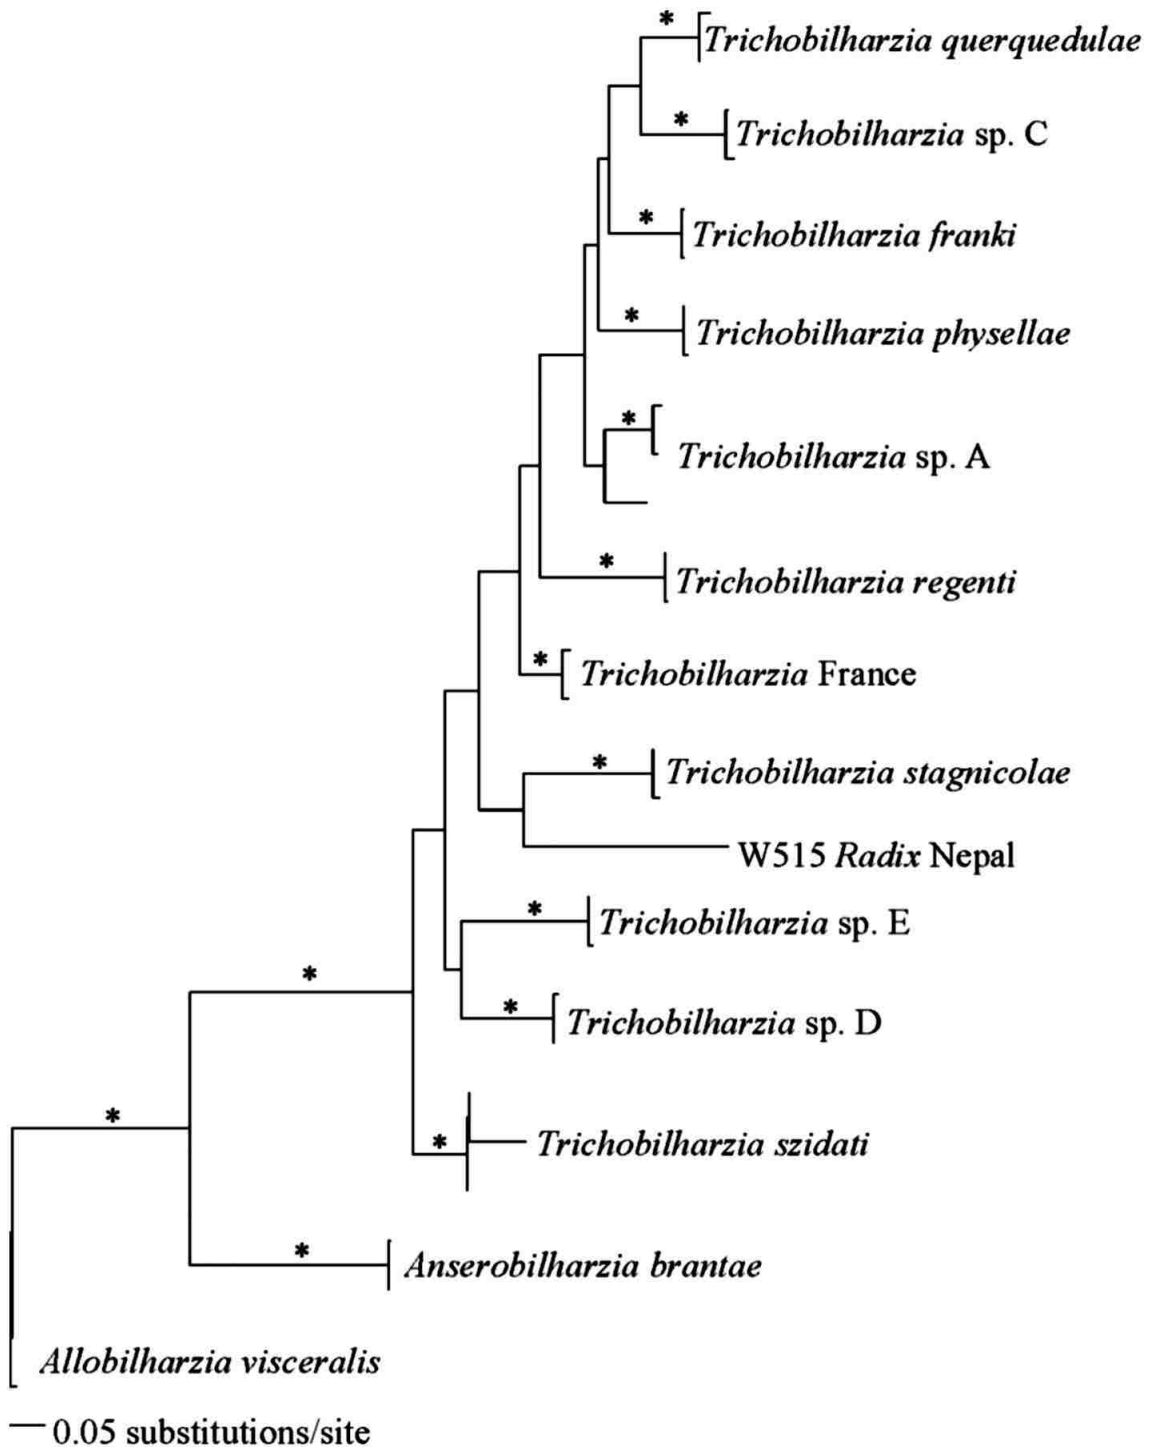 *
Trichobilharzia querquedulae
*
Trichobilharzia sp. C
*
Trichobilharzia franki
*
Trichobilharzia physellae
*
Trichobilharzia sp. A
*
Trichobilharzia regenti
*
Trichobilharzia France
*
Trichobilharzia stagnicolae
W515 Radix Nepal
*
Trichobilharzia sp. E
*
*
Trichobilharzia sp. D
*
*
Trichobilharzia szidati
*
Anserobilharzia brantae
Allobilharzia visceralis
0.05 substitutions/site